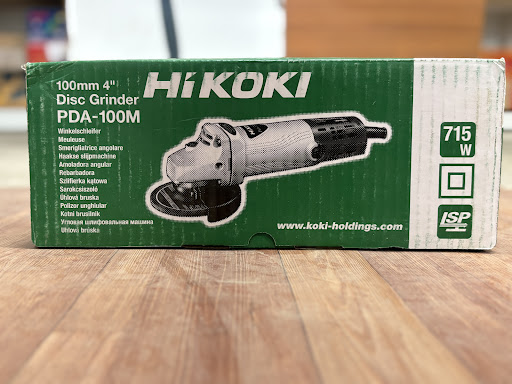 100mm 4"
Disc Grinder
PDA-100M
HiKOKI
Winkelschleifer
Meuleuse
Smerigliatrice angolare
Haakse slijpmachine
Amoladora angular
Rebarbadora
Szlifierka kątowa
Sarokcsiszoló
Úhlová bruska
Polizor unghiular
Kotni brusilnik
Угловая шлифовальная машина
Uhlová brúska
715
W
ISP
www.koki-holdings.com